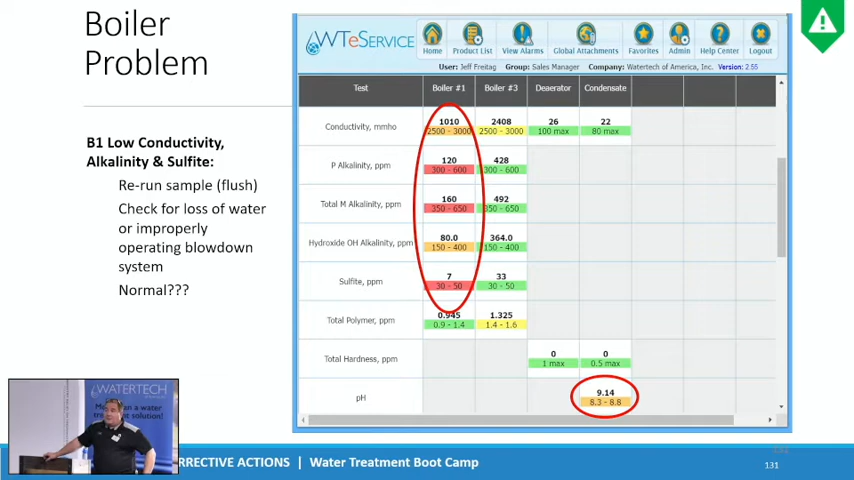 Boiler
Problem
B1 Low Conductivity,
Alkalinity & Sulfite:
Re-run sample (flush)
Check for loss of water
or improperly
operating blowdown
system
Normal???
WTeSERVICE
Home Product List View Alarms Global Attachments Favorites Admin Help Center Logout
User: Jeff Freitag Group: Sales Manager Company: Watertech of America, Inc. Version: 2.55
Test Boiler #1 Boiler #3 Deaerator Condensate
Conductivity, mmho 1010 2408 26 22
2500 - 3000 2500 - 3000 100 max 80 max
P Alkalinity, ppm 120 428
300 - 600 300 - 600
Total M Alkalinity, ppm 160 492
350 - 650 350 - 650
Hydroxide OH Alkalinity, ppm 80.0 364.0
150 - 400 150 - 400
Sulfite, ppm 7 33
30 - 50 30 - 50
Total Polymer, ppm 0.945 1.325
0.9 - 1.4 1.4 - 1.6
Total Hardness, ppm 0 0
1 max 0.5 max
pH 9.14
8.3 - 8.8
WATERTECH
RRECTIVE ACTIONS | Water Treatment Boot Camp
131